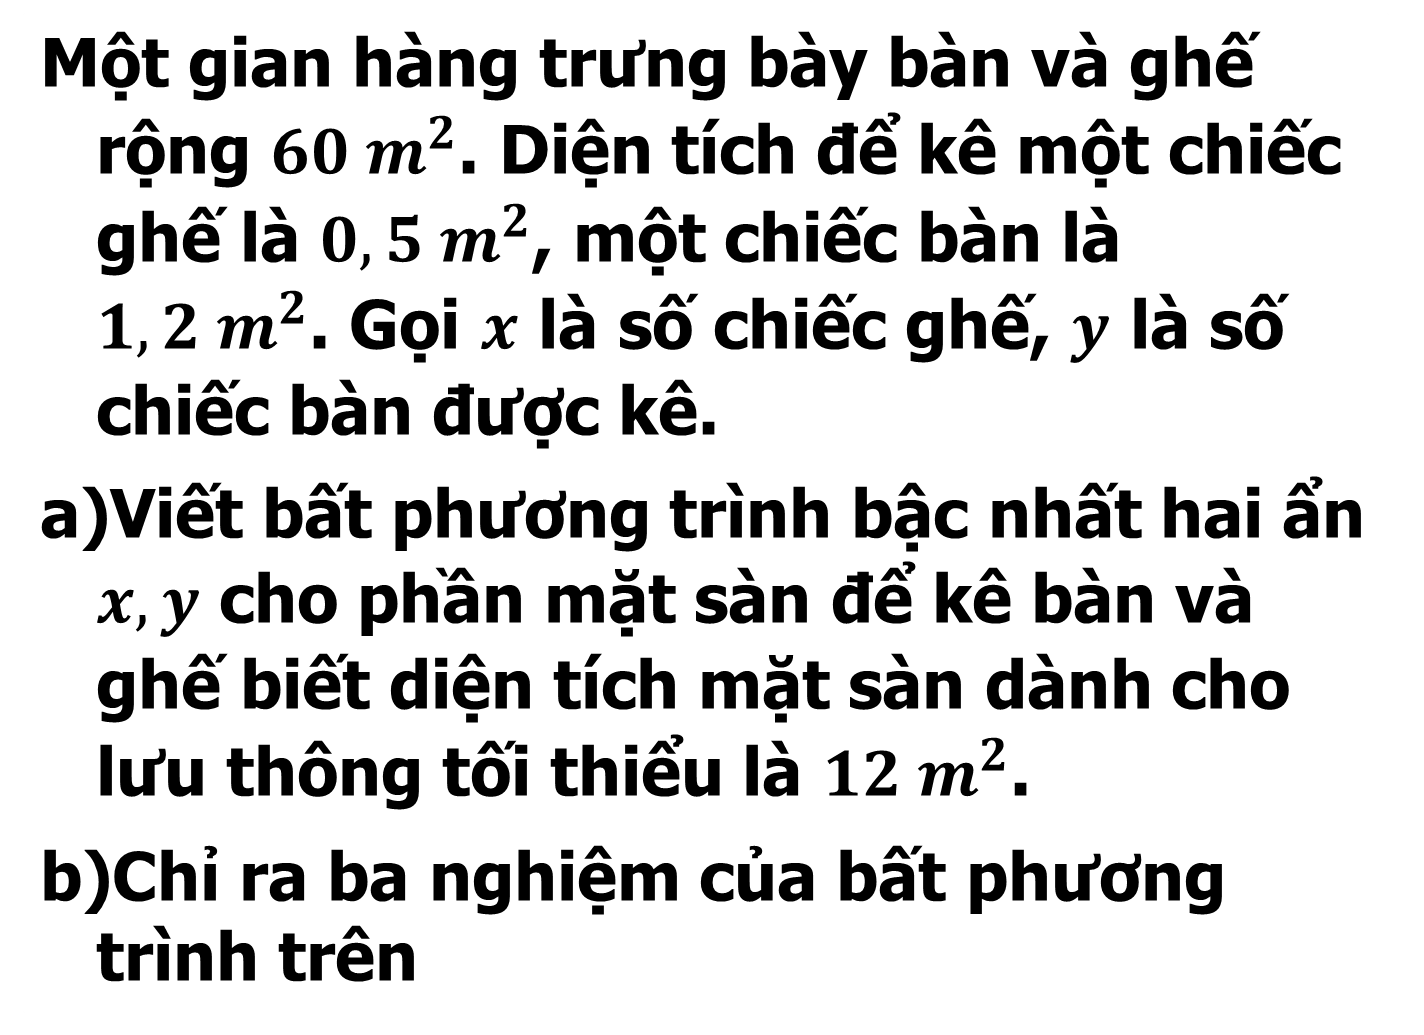 Một gian hàng trưng bày bàn và ghế
rộng 60 m². Diện tích để kê một chiếc
ghế là 0, 5 m², một chiếc bàn là
1, 2 m². Gọi x là số chiếc ghế, y là số
chiếc bàn được kê.
a)Viết bất phương trình bậc nhất hai ẩn
x, y cho phần mặt sàn để kê bàn và
ghế biết diện tích mặt sàn dành cho
lưu thông tối thiểu là 12 m².
b)Chỉ ra ba nghiệm của bất phương
trình trên